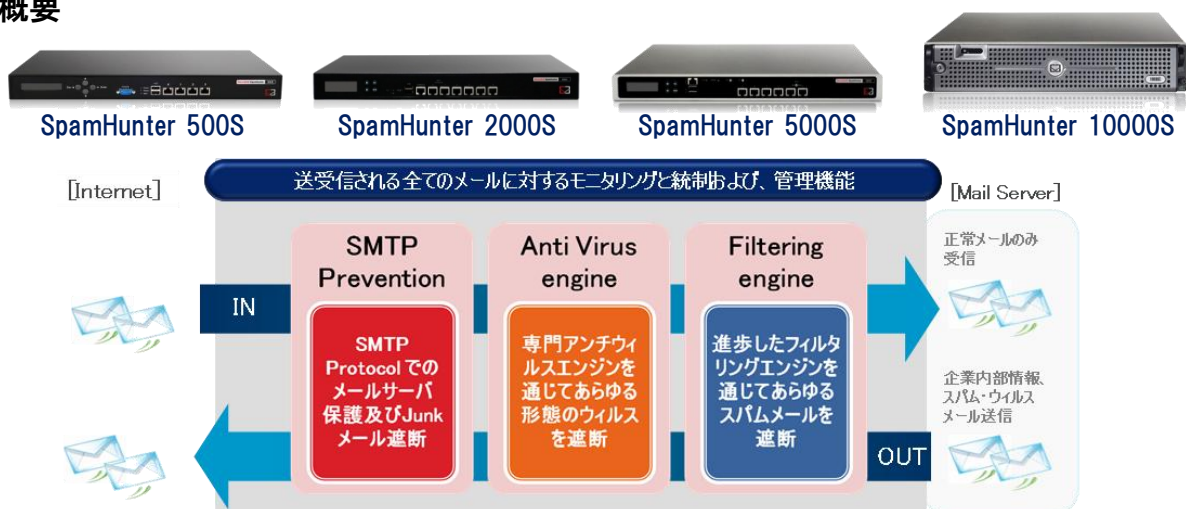 概要
SpamHunter 500S
SpamHunter 2000S
SpamHunter 5000S
SpamHunter 10000S
送受信される全てのメールに対するモニタリングと統制および、管理機能
[Internet]
[Mail Server]
SMTP
Prevention
Anti Virus
engine
Filtering
engine
正常メールのみ
受信
IN
SMTP
Protocolでの
メールサーバ
保護及びJunk
メール遮断
専門アンチウィ
ルスエンジンを
通じてあらゆる
形態のウィルス
を遮断
進歩したフィルタ
リングエンジンを
通じてあらゆる
スパムメールを
遮断
企業内部情報、
スパム・ウィルス
メール送信
OUT